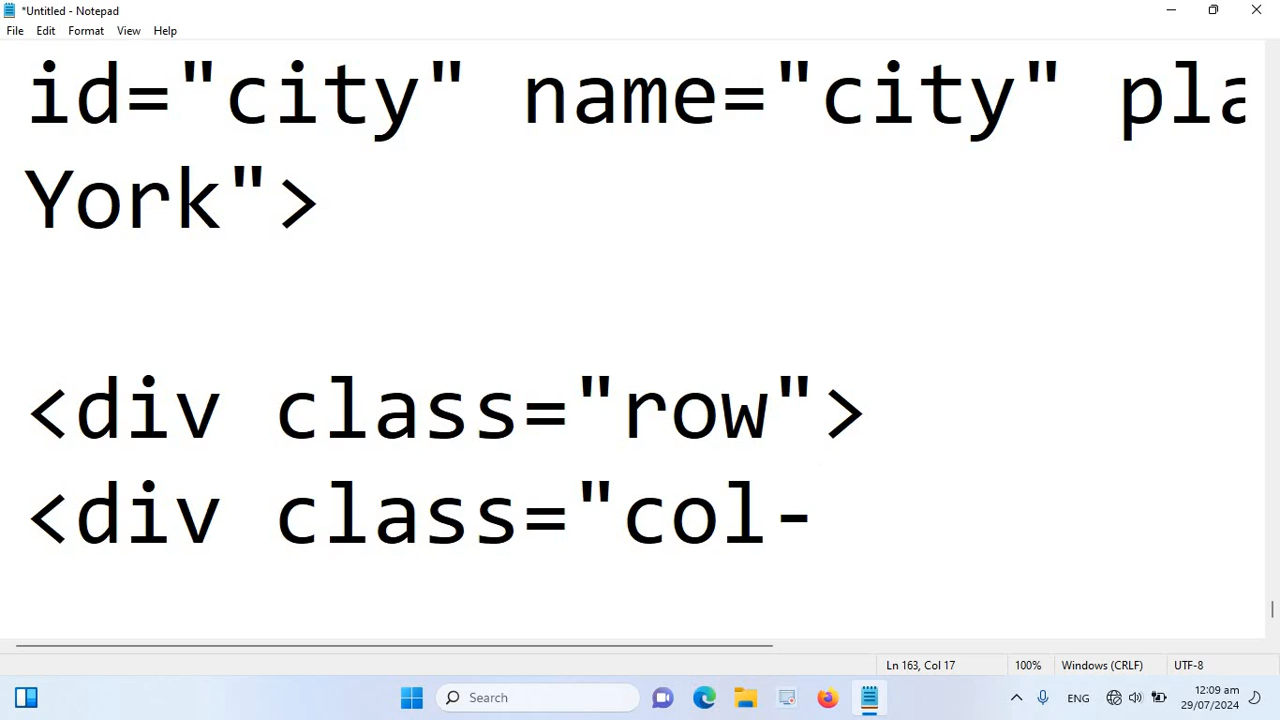 *Untitled - Notepad
File Edit Format View Help
id="city" name="city" pla
York">
<div class="row">
<div class="col-
Ln 163, Col 17 100% Windows (CRLF) UTF-8
Search ENG 12:09 am
29/07/2024